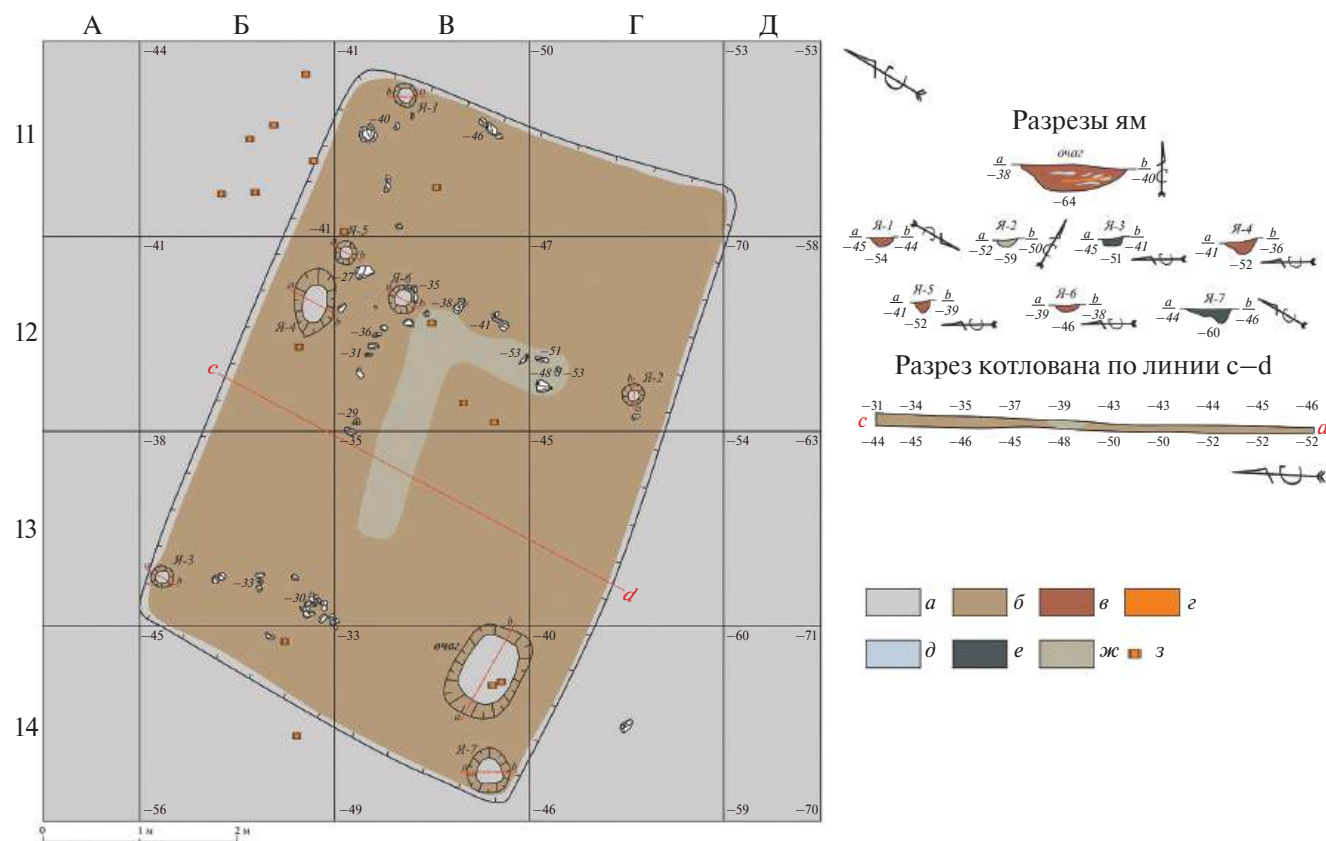 А Б В Г Д
−44 −41 −50 −53 −53
11
b a
Я-1
−40
−46
−41 −41 −47 −70 −58
Я-5
a b
−27
Я-6
−35
a b
Я-4
a b
−38
−41
12
−36
−31
−53 −51
−48 −53
b
Я-2
c
−29
−38 −35 −45 −54 −63
13
Я-3
a b
−33
−30
d
−45 −33 −40 −60 −71
очаг
b
a
14
Я-7
a b
−56 −49 −46 −59 −70
0 1 м 2 м
Разрезы ям
очаг
a −38 b −40
−64
Я-1 a −45 b −44 −54
Я-2 a −52 b −50 −59
Я-3 a −45 b −41 −51
Я-4 a −41 b −36 −52
Я-5 a −41 b −39 −52
Я-6 a −39 b −38 −46
Я-7 a −44 b −46 −60
Разрез котлована по линии c−d
−31 −34 −35 −37 −39 −43 −43 −44 −45 −46
c d
−44 −45 −46 −45 −48 −50 −50 −52 −52 −52
а б в г
д е ж з